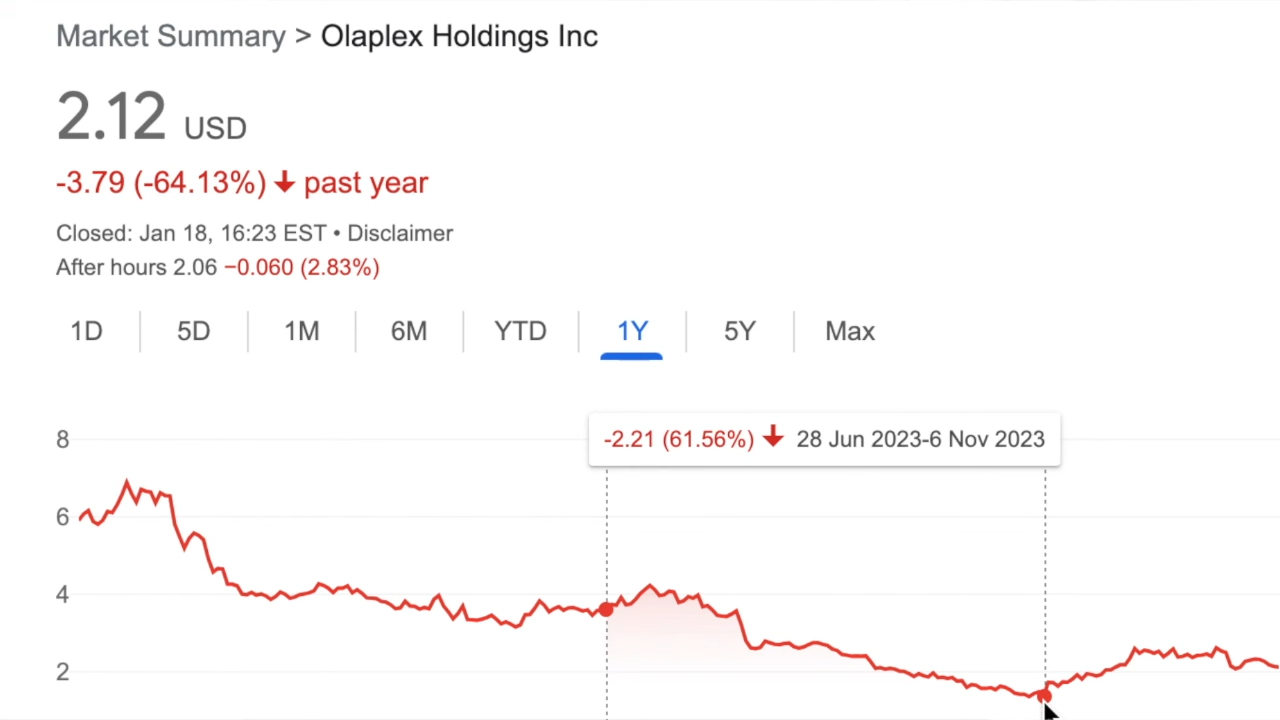 Market Summary > Olaplex Holdings Inc
2.12 USD
-3.79 (-64.13%) ↓ past year
Closed: Jan 18, 16:23 EST • Disclaimer
After hours 2.06 −0.060 (2.83%)
1D 5D 1M 6M YTD 1Y 5Y Max
-2.21 (61.56%) ↓ 28 Jun 2023-6 Nov 2023
8
6
4
2